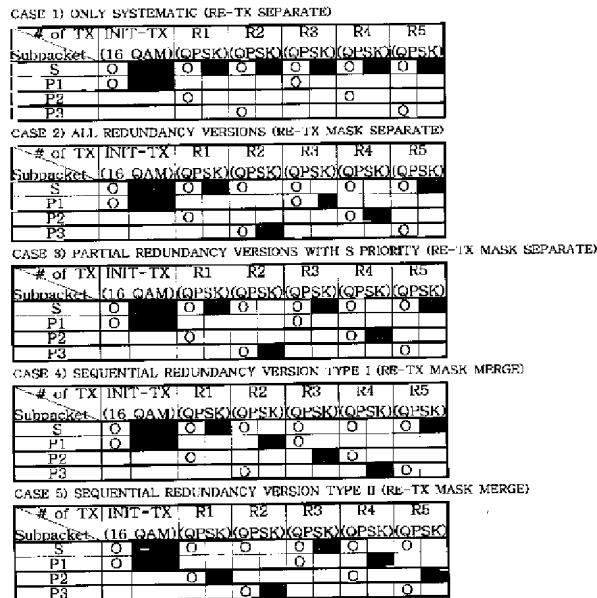 CASE 1) ONLY SYSTEMATIC (RE-TX SEPARATE)
# of TX INIT-TX R1 R2 R3 R4 R5
Subpacket (16 QAM) (QPSK) (QPSK) (QPSK) (QPSK) (QPSK)
S O O O O O O
P1 O O
P2 O O
P3 O O
CASE 2) ALL REDUNDANCY VERSIONS (RE-TX MASK SEPARATE)
# of TX INIT-TX R1 R2 R3 R4 R5
Subpacket (16 QAM) (QPSK) (QPSK) (QPSK) (QPSK) (QPSK)
S O O O O O O
P1 O O
P2 O O
P3 O O
CASE 3) PARTIAL REDUNDANCY VERSIONS WITH S PRIORITY (RE-TX MASK SEPARATE)
# of TX INIT-TX R1 R2 R3 R4 R5
Subpacket (16 QAM) (QPSK) (QPSK) (QPSK) (QPSK) (QPSK)
S O O O O O O
P1 O O
P2 O O
P3 O O
CASE 4) SEQUENTIAL REDUNDANCY VERSION TYPE I (RE-TX MASK MERGE)
# of TX INIT-TX R1 R2 R3 R4 R5
Subpacket (16 QAM) (QPSK) (QPSK) (QPSK) (QPSK) (QPSK)
S O O O O O O
P1 O O
P2 O O
P3 O O
CASE 5) SEQUENTIAL REDUNDANCY VERSION TYPE II (RE-TX MASK MERGE)
# of TX INIT-TX R1 R2 R3 R4 R5
Subpacket (16 QAM) (QPSK) (QPSK) (QPSK) (QPSK) (QPSK)
S O O O O O O
P1 O O
P2 O O
P3 O O